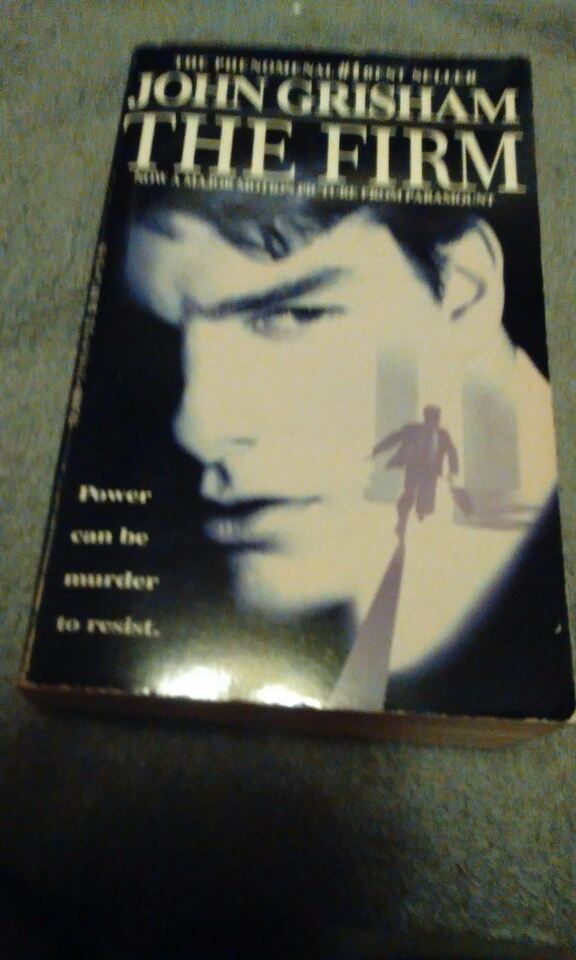 THE PHENOMENAL #1 BEST SELLER
JOHN GRISHAM
THE FIRM
NOW A MAJOR MOTION PICTURE FROM PARAMOUNT
Power
can be
murder
to resist.